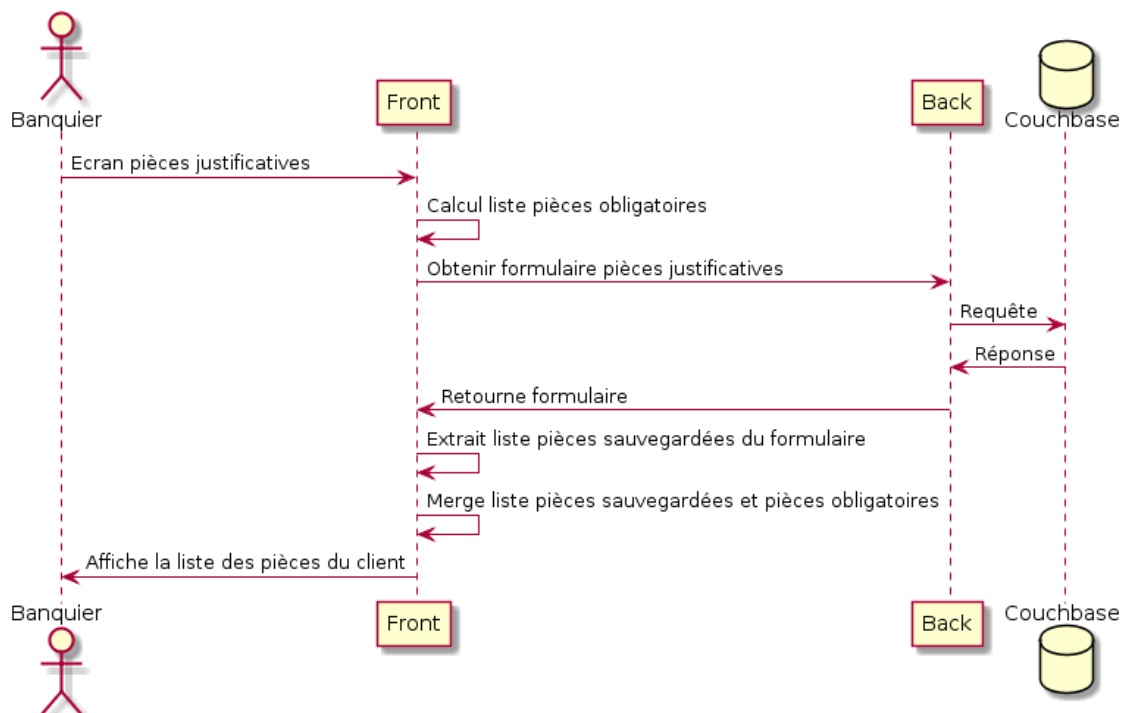 Banquier
Front
Back
Couchbase
Ecran pièces justificatives
Calcul liste pièces obligatoires
Obtenir formulaire pièces justificatives
Requête
Réponse
Retourne formulaire
Extrait liste pièces sauvegardées du formulaire
Merge liste pièces sauvegardées et pièces obligatoires
Affiche la liste des pièces du client
Banquier
Front
Back
Couchbase